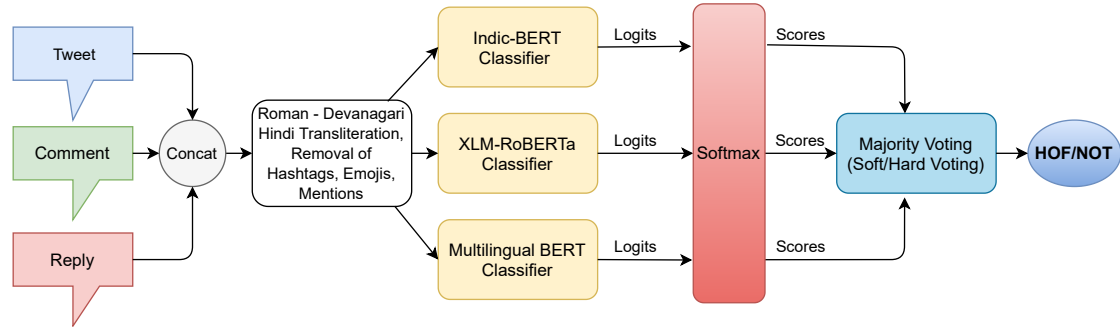 Tweet
Comment
Reply
Concat
Roman - Devanagari
Hindi Transliteration,
Removal of
Hashtags, Emojis,
Mentions
Indic-BERT
Classifier
XLM-RoBERTa
Classifier
Multilingual BERT
Classifier
Logits
Logits
Logits
Softmax
Scores
Scores
Scores
Majority Voting
(Soft/Hard Voting)
HOF/NOT